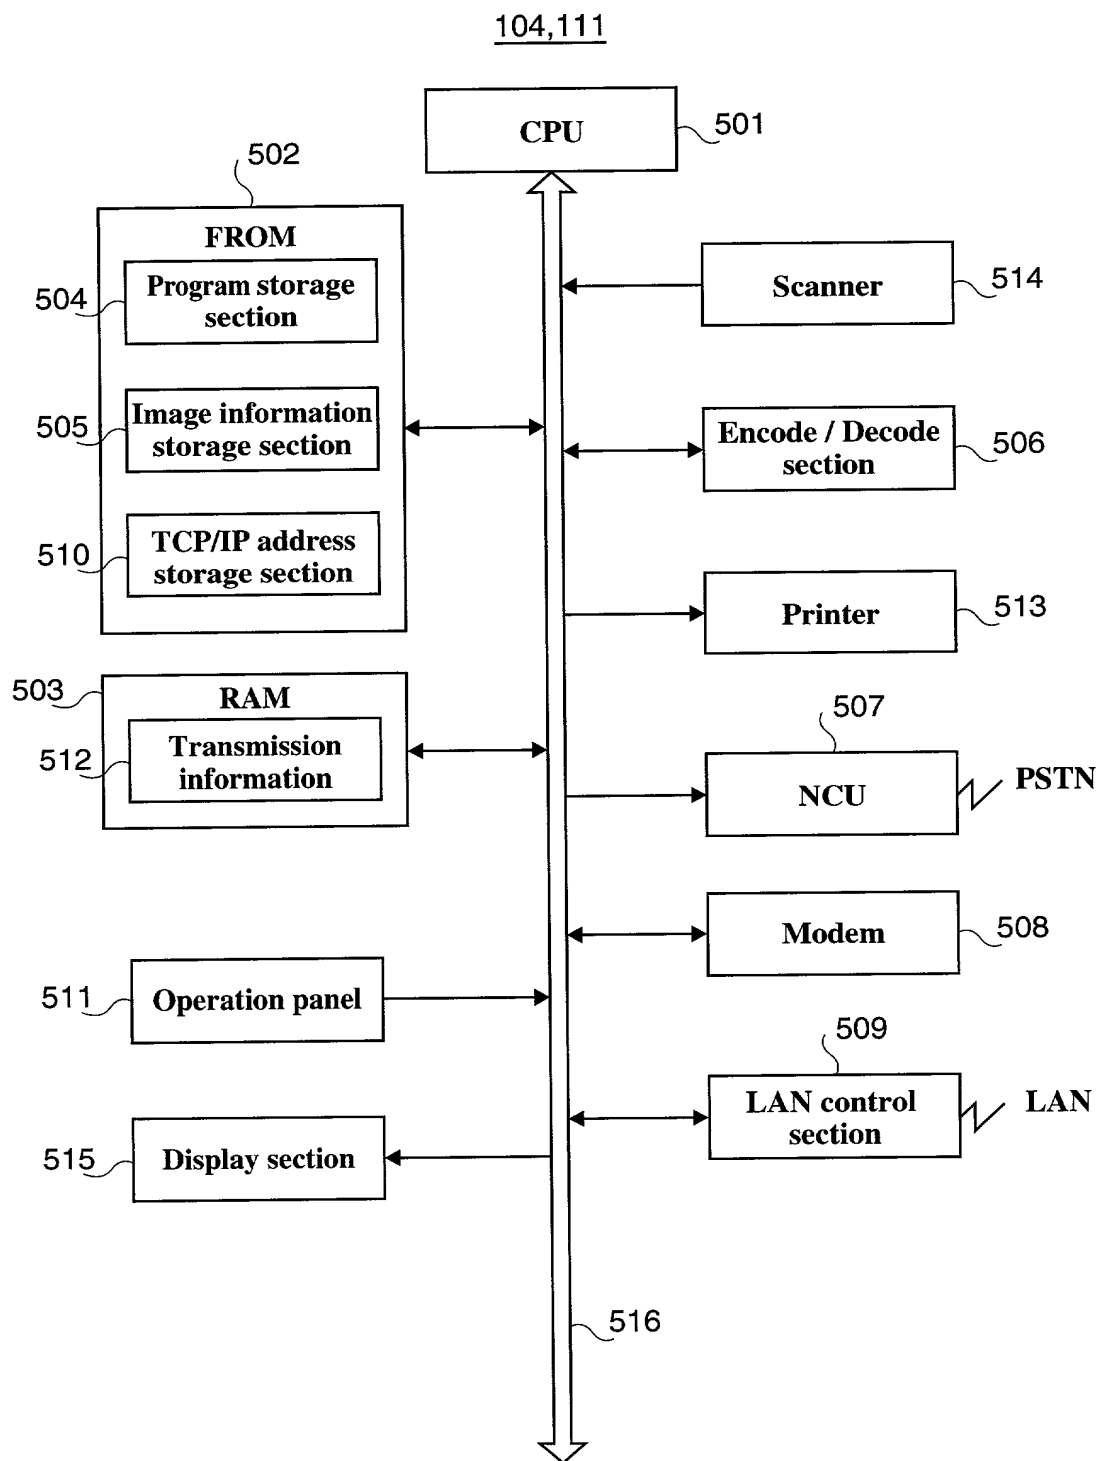 104,111
CPU
501
502
FROM
504
Program storage
section
505
Image information
storage section
510
TCP/IP address
storage section
503
RAM
512
Transmission
information
511
Operation panel
515
Display section
Scanner
514
Encode / Decode
section
506
Printer
513
507
NCU
PSTN
Modem
508
509
LAN control
section
LAN
516